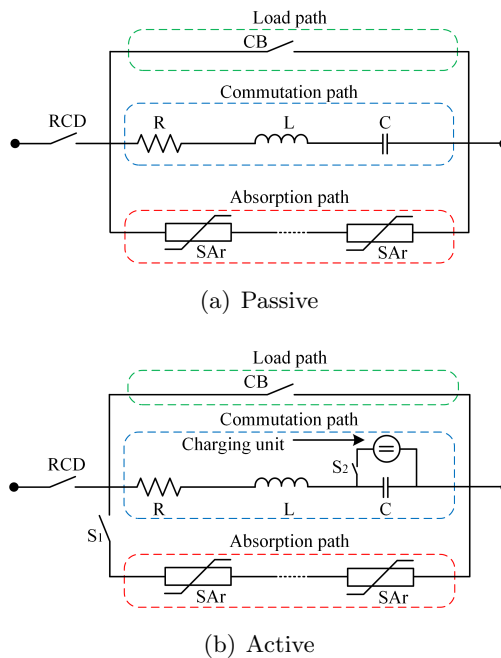 Load path
CB
Commutation path
RCD
R
L
C
Absorption path
SAr
SAr
(a) Passive
Load path
CB
Commutation path
Charging unit
S2
RCD
R
L
C
S1
Absorption path
SAr
SAr
(b) Active